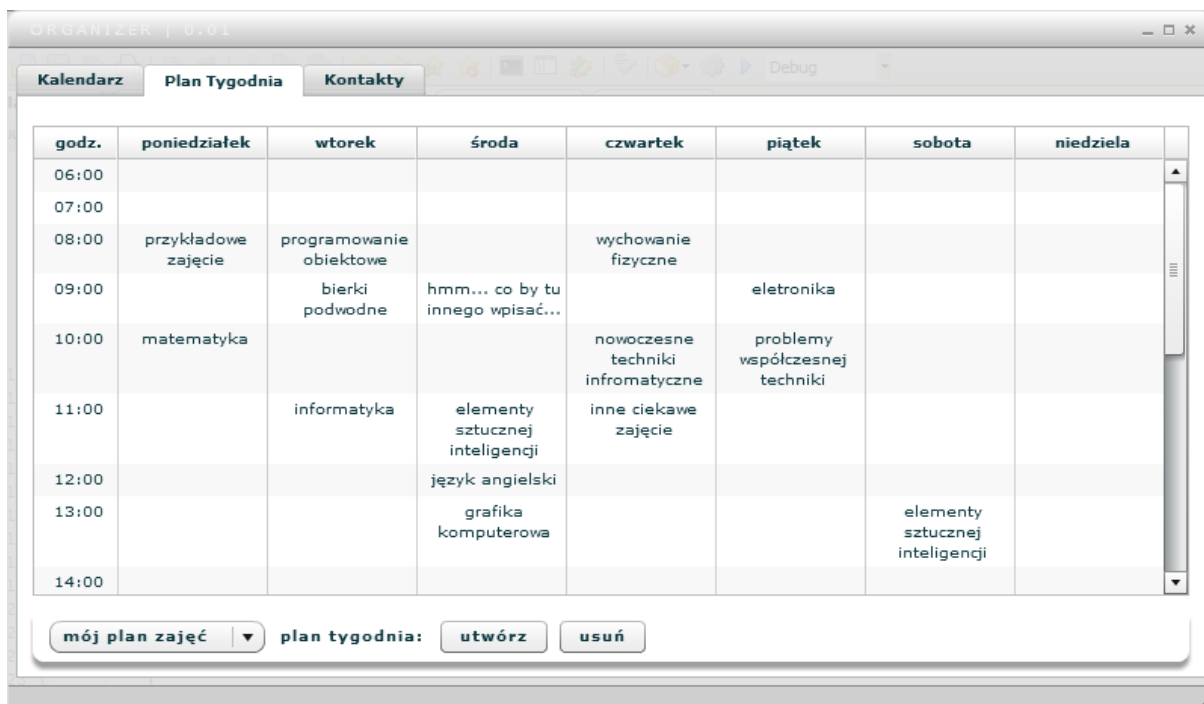 ORGANIZER | 0.01
Debug
Kalendarz Plan Tygodnia Kontakty
godz. poniedziałek wtorek środa czwartek piątek sobota niedziela
06:00
07:00
08:00 przykładowe programowanie wychowanie
zajęcie obiektowe fizyczne
09:00 bierki hmm... co by tu eletronika
podwodne innego wpisać...
10:00 matematyka nowoczesne problemy
techniki współczesnej
infromatyczne techniki
11:00 informatyka elementy inne ciekawe
sztucznej zajęcie
inteligencji
12:00 język angielski
13:00 grafika elementy
komputerowa sztucznej
inteligencji
14:00
mój plan zajęć plan tygodnia: utwórz usuń